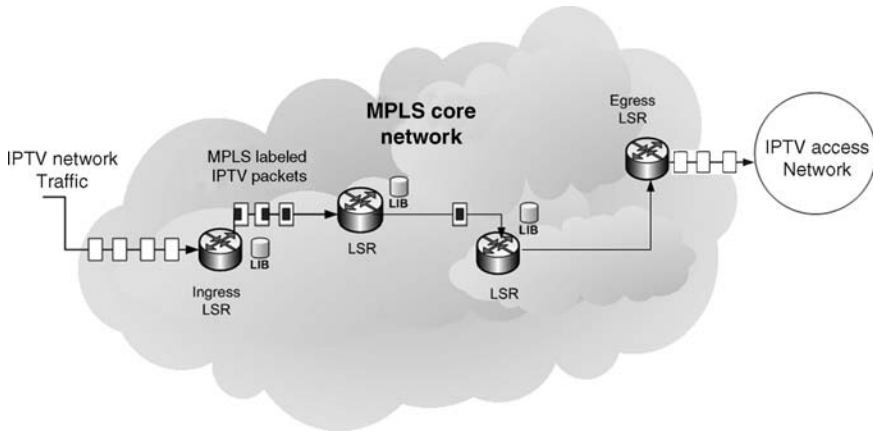 MPLS core
network
Egress
LSR
IPTV access
Network
IPTV network
Traffic
MPLS labeled
IPTV packets
LIB
LSR
LIB
LIB
LSR
Ingress
LSR